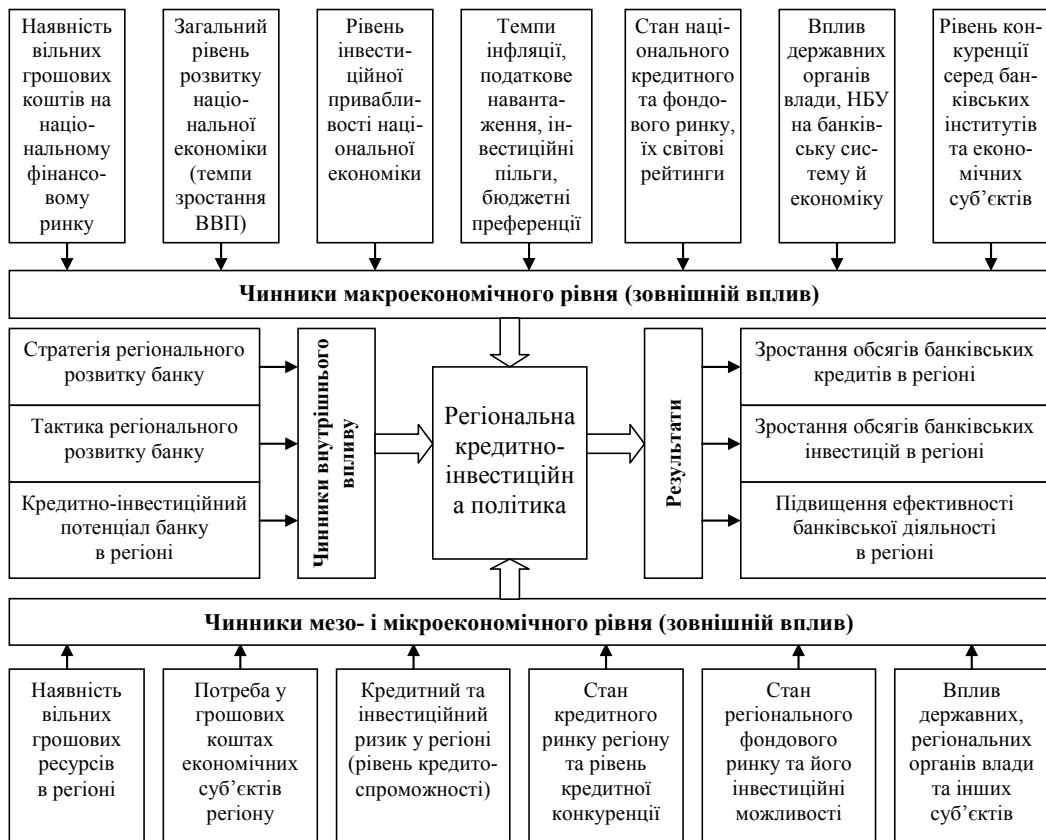 Наявність
вільних
грошових
коштів на
націо-
нальному
фінансо-
вому
ринку
Загальний
рівень
розвитку
націо-
нальної
економіки
(темпи
зростання
ВВП)
Рівень
інвести-
ційної
привабли-
вості наці-
ональної
економіки
Темпи
інфляції,
податкове
наванта-
ження, ін-
вестиційні
пільги,
бюджетні
преференції
Стан наці-
онального
кредитного
та фондо-
вого ринку,
їх світові
рейтинги
Вплив
державних
органів
влади, НБУ
на банків-
ську сис-
тему й
економіку
Рівень кон-
куренції
серед бан-
ківських
інститутів
та еконо-
мічних
суб’єктів
Чинники макроекономічного рівня (зовнішній вплив)
Стратегія регіонального
розвитку банку
Тактика регіонального
розвитку банку
Кредитно-інвестиційний
потенціал банку
в регіоні
Чинники внутрішнього
впливу
Регіональна
кредитно-
інвестиційн
а політика
Результати
Зростання обсягів банківських
кредитів в регіоні
Зростання обсягів банківських
інвестицій в регіоні
Підвищення ефективності
банківської діяльності
в регіоні
Чинники мезо- і мікроекономічного рівня (зовнішній вплив)
Наявність
вільних
грошових
ресурсів
в регіоні
Потреба у
грошових
коштах
економічних
суб’єктів
регіону
Кредитний та
інвестиційний
ризик у регіоні
(рівень кредито-
спроможності)
Стан
кредитного
ринку регіону
та рівень
кредитної
конкуренції
Стан
регіонального
фондового
ринку та його
інвестиційні
можливості
Вплив
державних,
регіональних
органів влади
та інших
суб’єктів